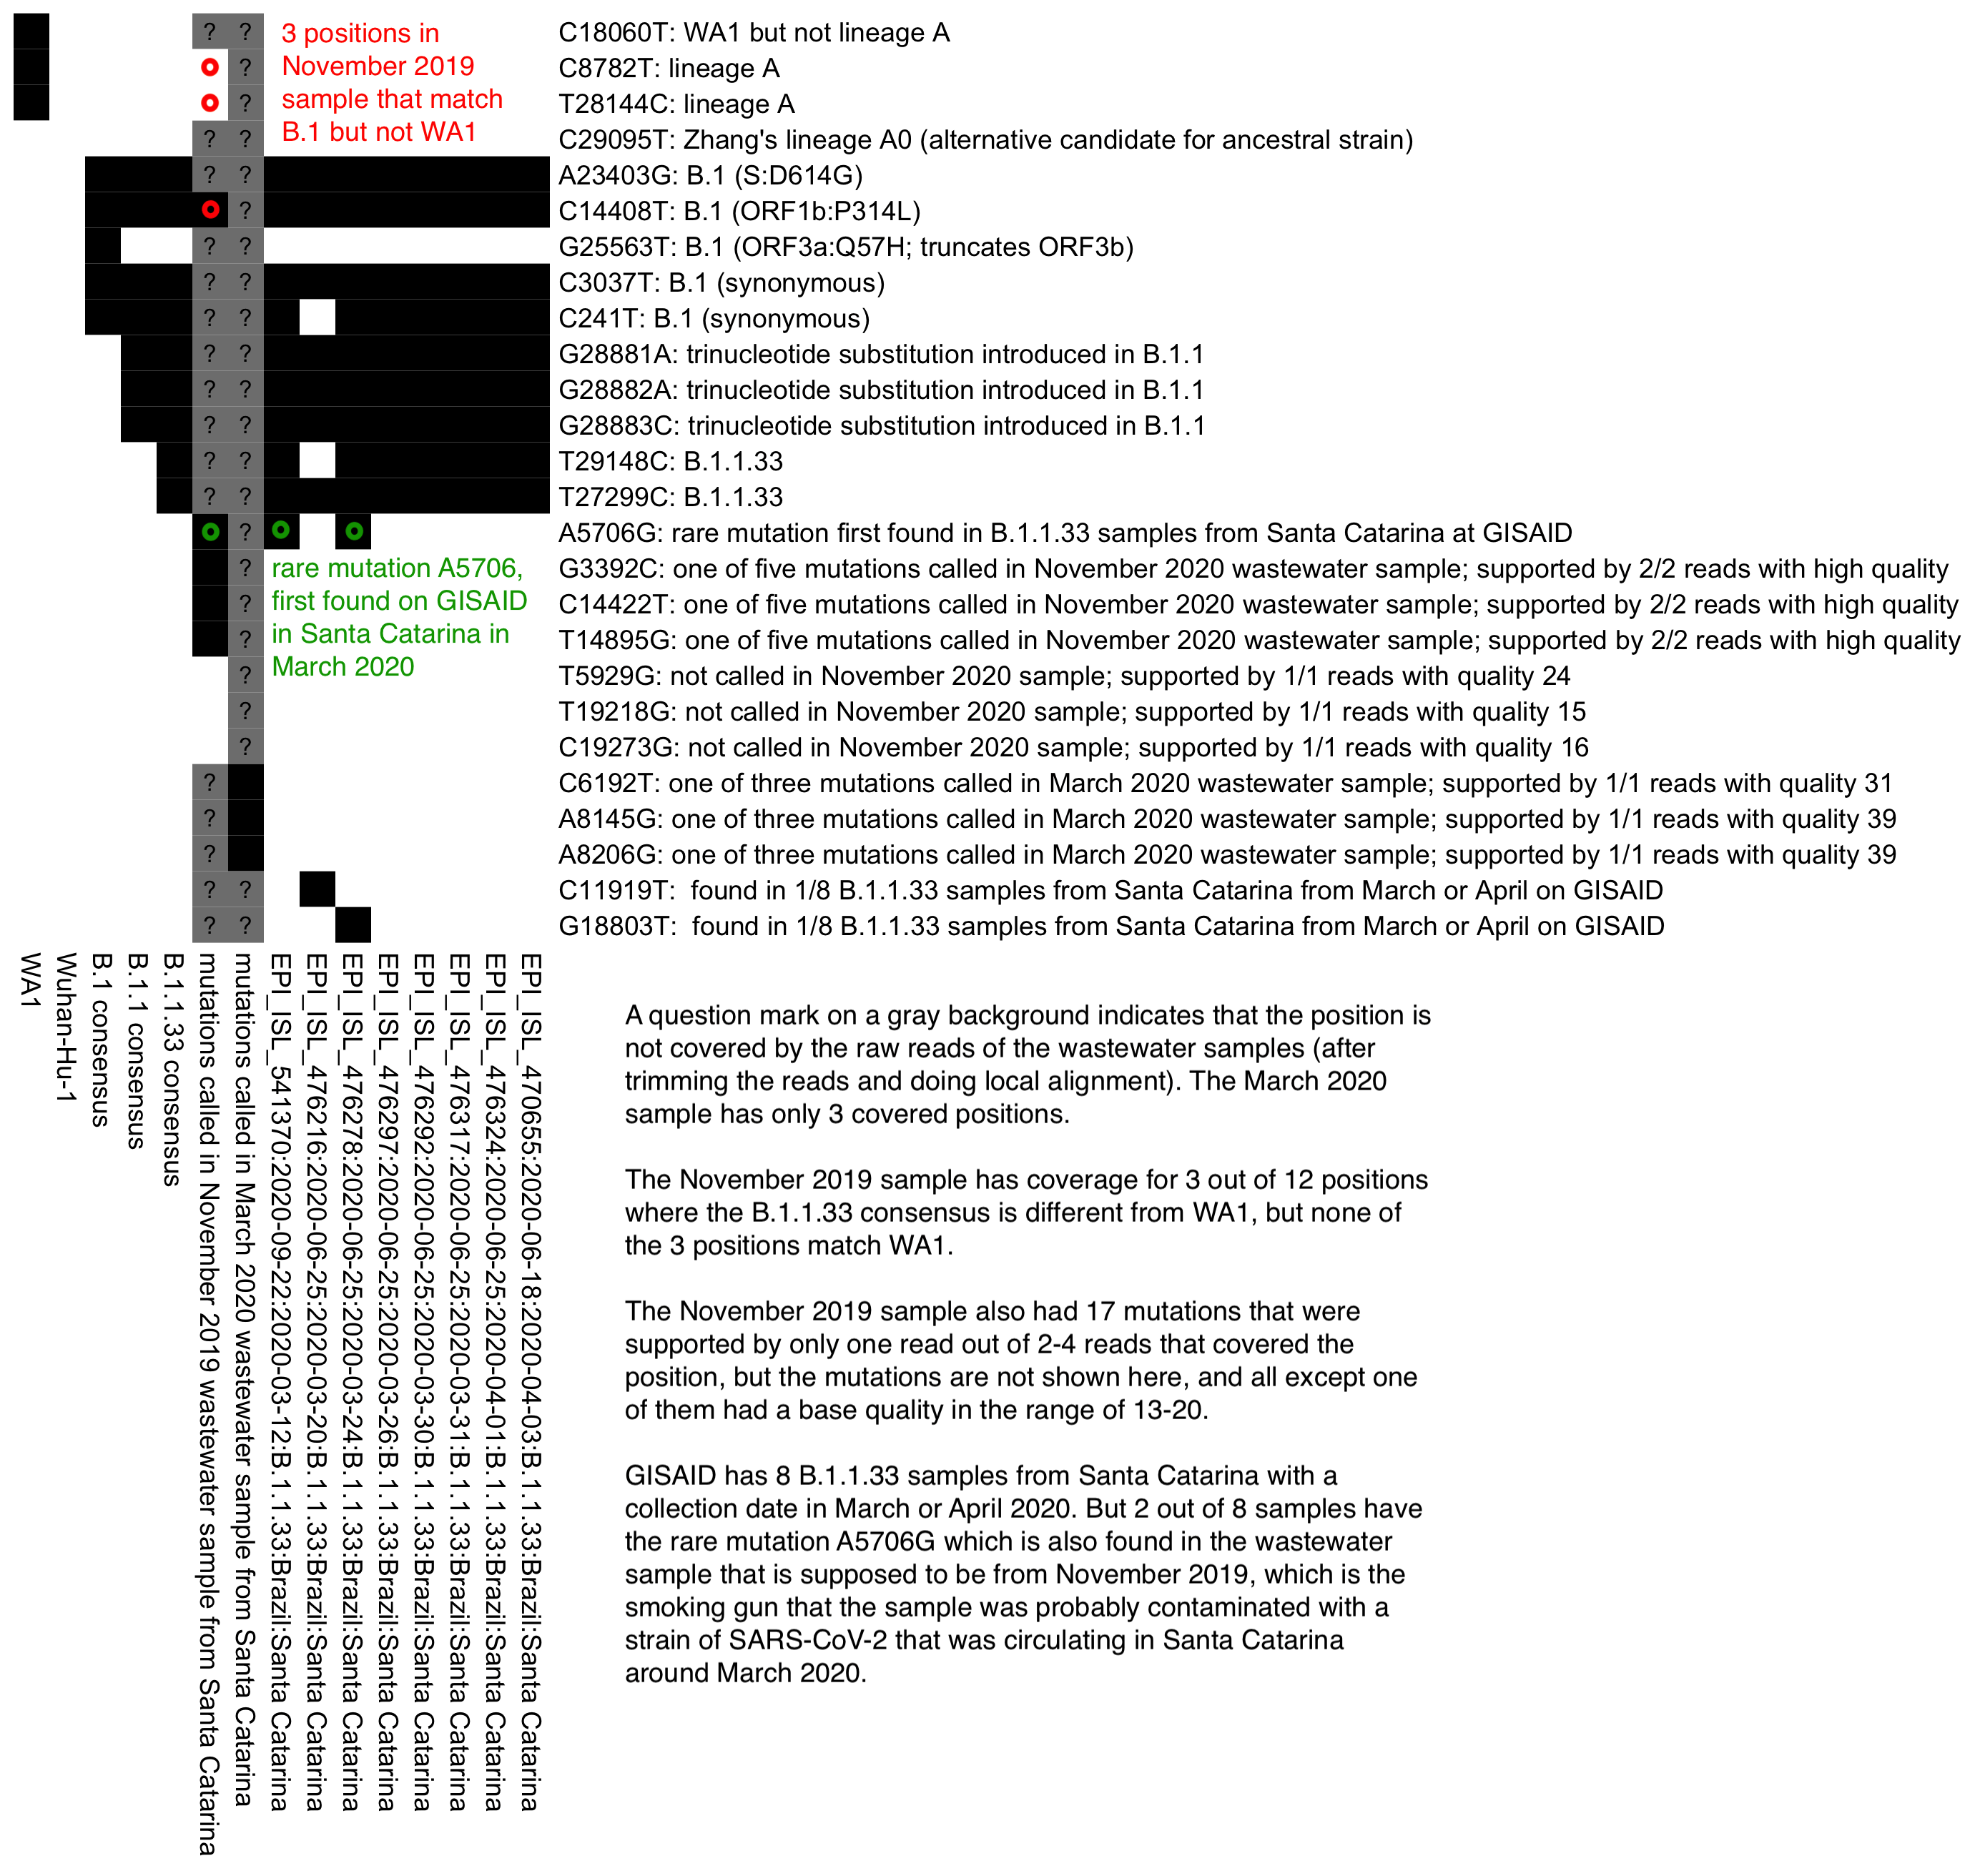 ? ? 3 positions in C18060T: WA1 but not lineage A
? November 2019 C8782T: lineage A
? sample that match T28144C: lineage A
? ? B.1 but not WA1 C29095T: Zhang's lineage A0 (alternative candidate for ancestral strain)
? ? A23403G: B.1 (S:D614G)
? C14408T: B.1 (ORF1b:P314L)
? ? G25563T: B.1 (ORF3a:Q57H; truncates ORF3b)
? ? C3037T: B.1 (synonymous)
? ? C241T: B.1 (synonymous)
? ? G28881A: trinucleotide substitution introduced in B.1.1
? ? G28882A: trinucleotide substitution introduced in B.1.1
? ? G28883C: trinucleotide substitution introduced in B.1.1
? ? T29148C: B.1.1.33
? ? T27299C: B.1.1.33
? A5706G: rare mutation first found in B.1.1.33 samples from Santa Catarina at GISAID
? rare mutation A5706, G3392C: one of five mutations called in November 2020 wastewater sample; supported by 2/2 reads with high quality
? first found on GISAID C14422T: one of five mutations called in November 2020 wastewater sample; supported by 2/2 reads with high quality
? in Santa Catarina in T14895G: one of five mutations called in November 2020 wastewater sample; supported by 2/2 reads with high quality
? March 2020 T5929G: not called in November 2020 sample; supported by 1/1 reads with quality 24
? T19218G: not called in November 2020 sample; supported by 1/1 reads with quality 15
? C19273G: not called in November 2020 sample; supported by 1/1 reads with quality 16
? C6192T: one of three mutations called in March 2020 wastewater sample; supported by 1/1 reads with quality 31
? A8145G: one of three mutations called in March 2020 wastewater sample; supported by 1/1 reads with quality 39
? A8206G: one of three mutations called in March 2020 wastewater sample; supported by 1/1 reads with quality 39
? ? C11919T: found in 1/8 B.1.1.33 samples from Santa Catarina from March or April on GISAID
? ? G18803T: found in 1/8 B.1.1.33 samples from Santa Catarina from March or April on GISAID
WA1
Wuhan-Hu-1
B.1 consensus
B.1.1 consensus
B.1.1.33 consensus
mutations called in November 2019 wastewater sample from Santa Catarina
mutations called in March 2020 wastewater sample from Santa Catarina
EPI_ISL_541370:2020-09-22:2020-03-12:B.1.1.33:Brazil:Santa Catarina
EPI_ISL_476216:2020-06-25:2020-03-20:B.1.1.33:Brazil:Santa Catarina
EPI_ISL_476278:2020-06-25:2020-03-24:B.1.1.33:Brazil:Santa Catarina
EPI_ISL_476297:2020-06-25:2020-03-26:B.1.1.33:Brazil:Santa Catarina
EPI_ISL_476292:2020-06-25:2020-03-30:B.1.1.33:Brazil:Santa Catarina
EPI_ISL_476317:2020-06-25:2020-03-31:B.1.1.33:Brazil:Santa Catarina
EPI_ISL_476324:2020-06-25:2020-04-01:B.1.1.33:Brazil:Santa Catarina
EPI_ISL_470655:2020-06-18:2020-04-03:B.1.1.33:Brazil:Santa Catarina
A question mark on a gray background indicates that the position is
not covered by the raw reads of the wastewater samples (after
trimming the reads and doing local alignment). The March 2020
sample has only 3 covered positions.
The November 2019 sample has coverage for 3 out of 12 positions
where the B.1.1.33 consensus is different from WA1, but none of
the 3 positions match WA1.
The November 2019 sample also had 17 mutations that were
supported by only one read out of 2-4 reads that covered the
position, but the mutations are not shown here, and all except one
of them had a base quality in the range of 13-20.
GISAID has 8 B.1.1.33 samples from Santa Catarina with a
collection date in March or April 2020. But 2 out of 8 samples have
the rare mutation A5706G which is also found in the wastewater
sample that is supposed to be from November 2019, which is the
smoking gun that the sample was probably contaminated with a
strain of SARS-CoV-2 that was circulating in Santa Catarina
around March 2020.